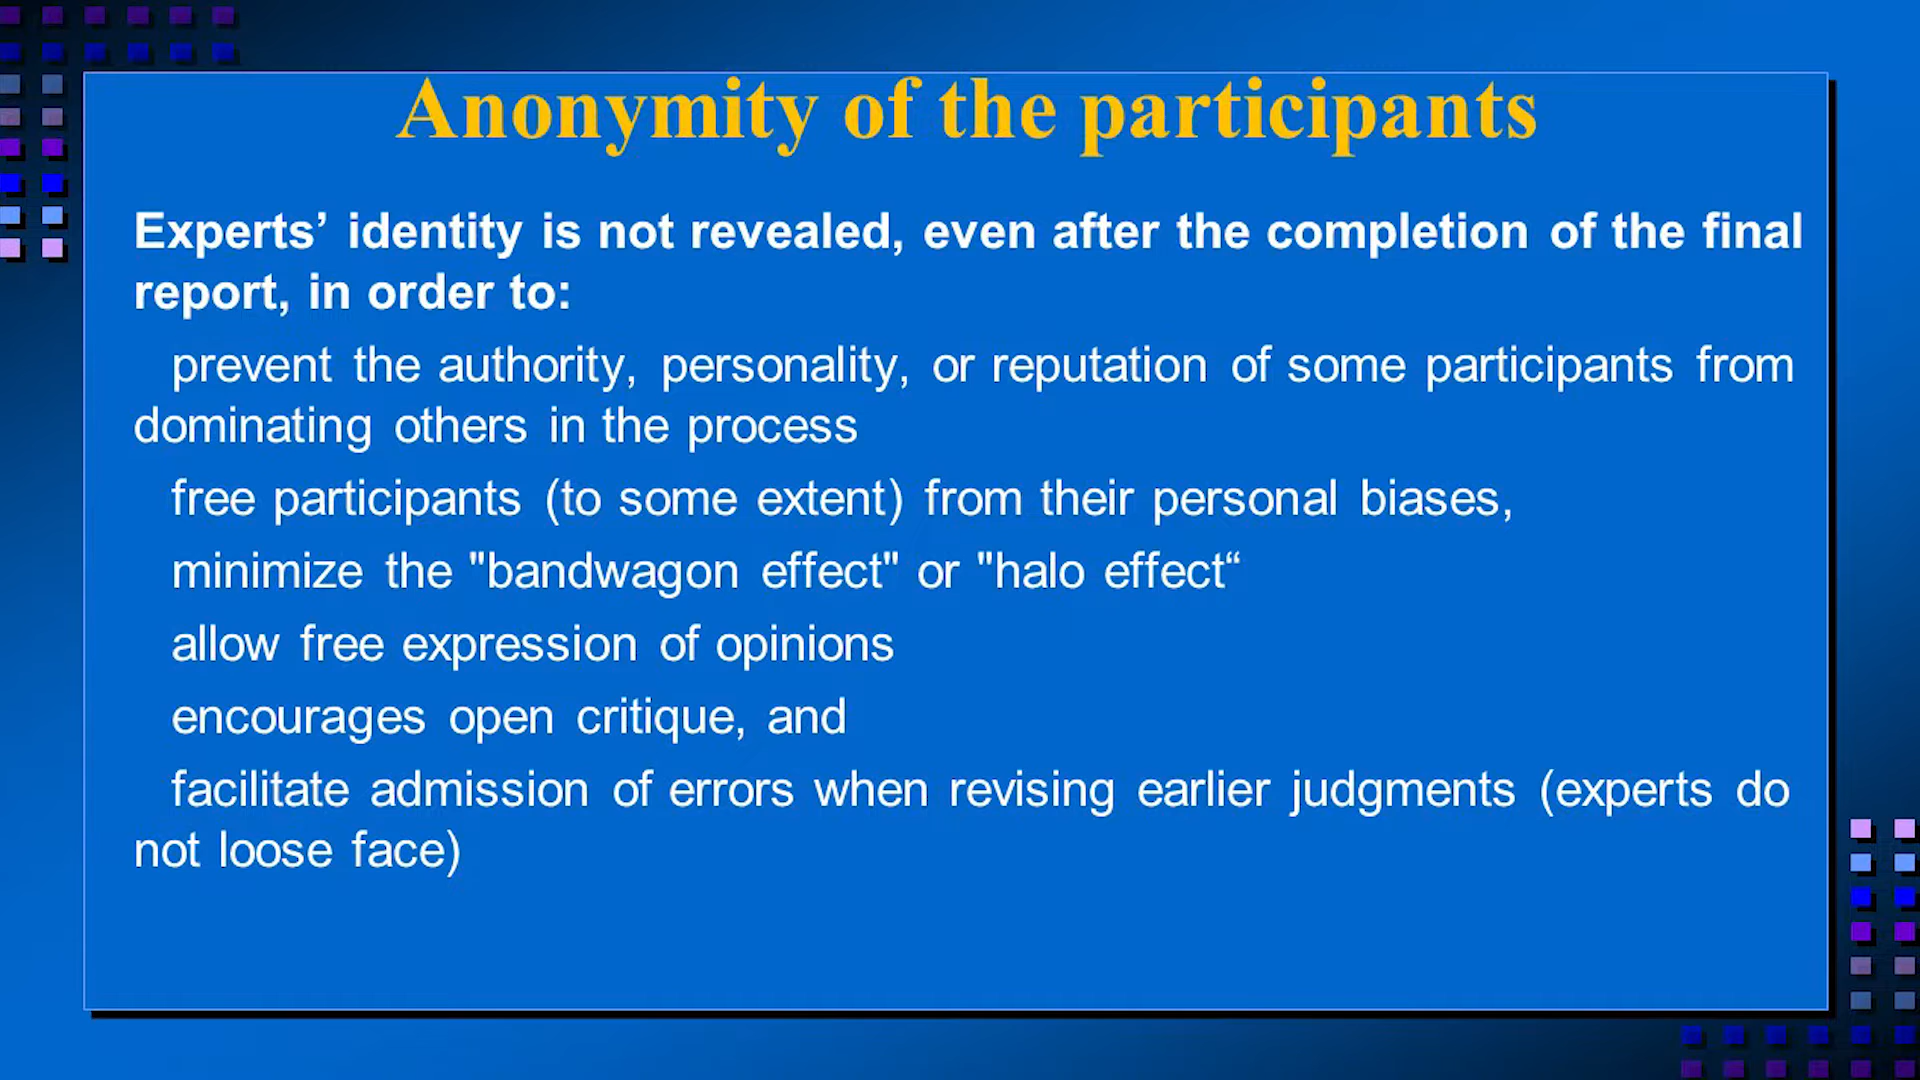 Anonymity of the participants
Experts’ identity is not revealed, even after the completion of the final
report, in order to:
prevent the authority, personality, or reputation of some participants from
dominating others in the process
free participants (to some extent) from their personal biases,
minimize the "bandwagon effect" or "halo effect“
allow free expression of opinions
encourages open critique, and
facilitate admission of errors when revising earlier judgments (experts do
not loose face)